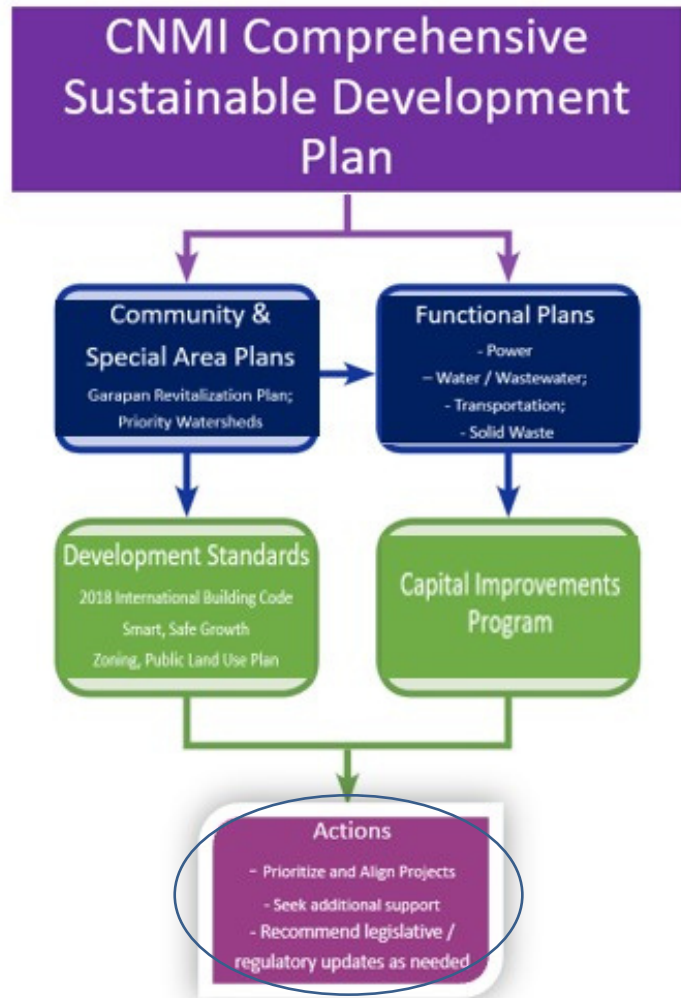 CNMI Comprehensive
Sustainable Development
Plan
Community &
Special Area Plans
Garapan Revitalization Plan;
Priority Watersheds
Functional Plans
- Power
– Water / Wastewater;
- Transportation;
- Solid Waste
Development Standards
2018 International Building Code
Smart, Safe Growth
Zoning, Public Land Use Plan
Capital Improvements
Program
Actions
- Prioritize and Align Projects
- Seek additional support
- Recommend legislative /
regulatory updates as needed